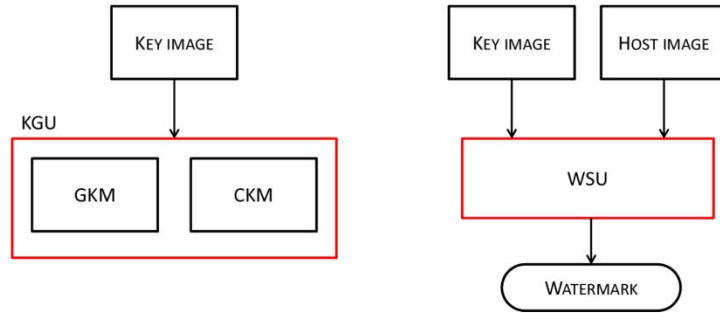 KEY IMAGE
KGU
GKM
CKM
KEY IMAGE
HOST IMAGE
WSU
WATERMARK